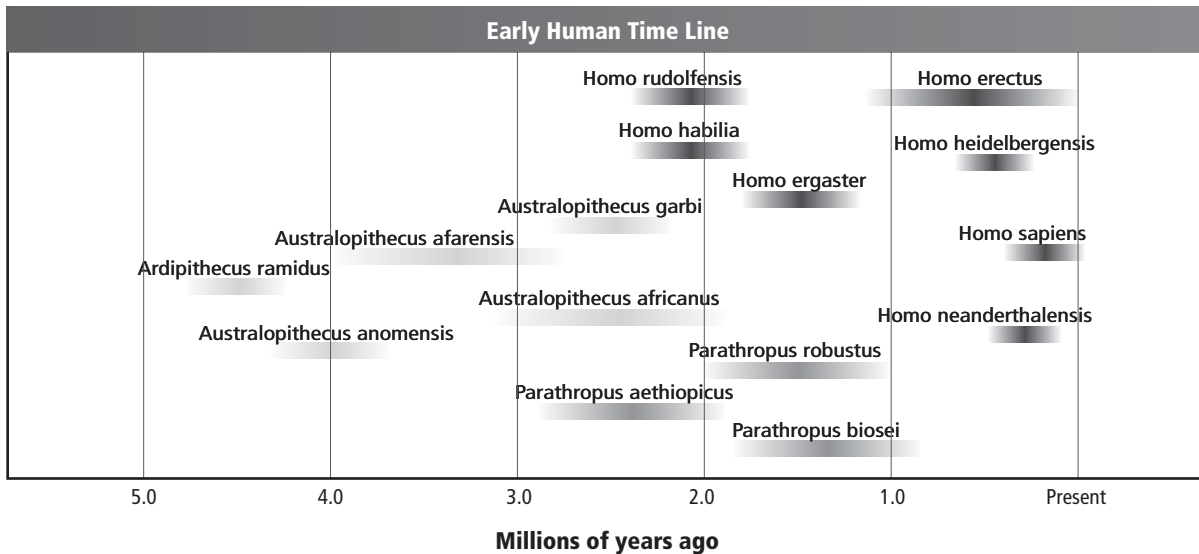 Early Human Time Line
Homo rudolfensis
Homo erectus
Homo habilia
Homo heidelbergensis
Homo ergaster
Australopithecus garbi
Homo sapiens
Australopithecus afarensis
Ardipithecus ramidus
Australopithecus africanus
Homo neanderthalensis
Australopithecus anomensis
Parathropus robustus
Parathropus aethiopicus
Parathropus biosei
5.0 4.0 3.0 2.0 1.0 Present
Millions of years ago